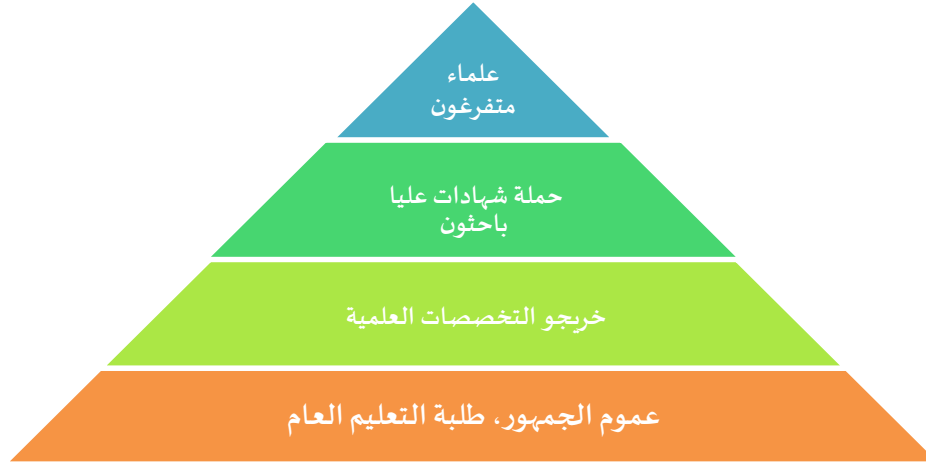 علماء
متفرغون
حملة شهادات عليا
باحثون
خريجو التخصصات العلمية
عموم الجمهور، طلبة التعليم العام